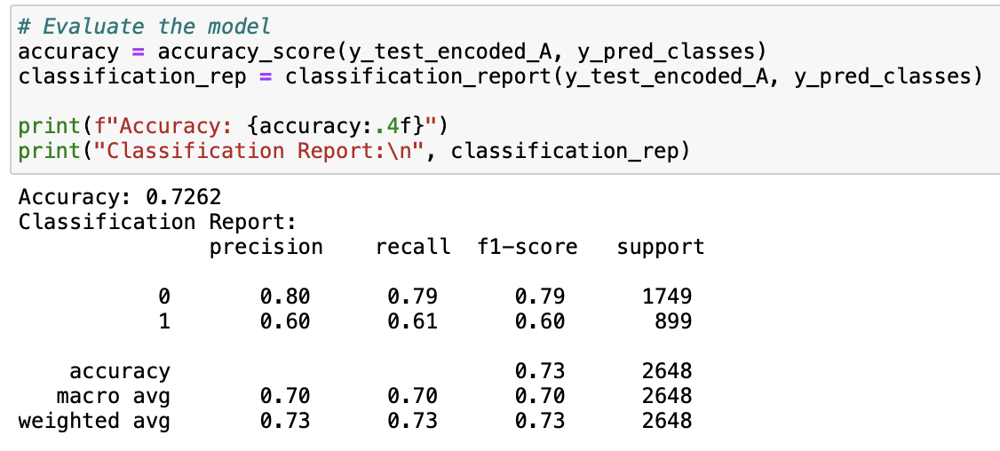 # Evaluate the model
accuracy = accuracy_score(y_test_encoded_A, y_pred_classes)
classification_rep = classification_report(y_test_encoded_A, y_pred_classes)
print(f"Accuracy: {accuracy:.4f}")
print("Classification Report:\n", classification_rep)
Accuracy: 0.7262
Classification Report:
precision recall f1-score support
0 0.80 0.79 0.79 1749
1 0.60 0.61 0.60 899
accuracy 0.73 2648
macro avg 0.70 0.70 0.70 2648
weighted avg 0.73 0.73 0.73 2648